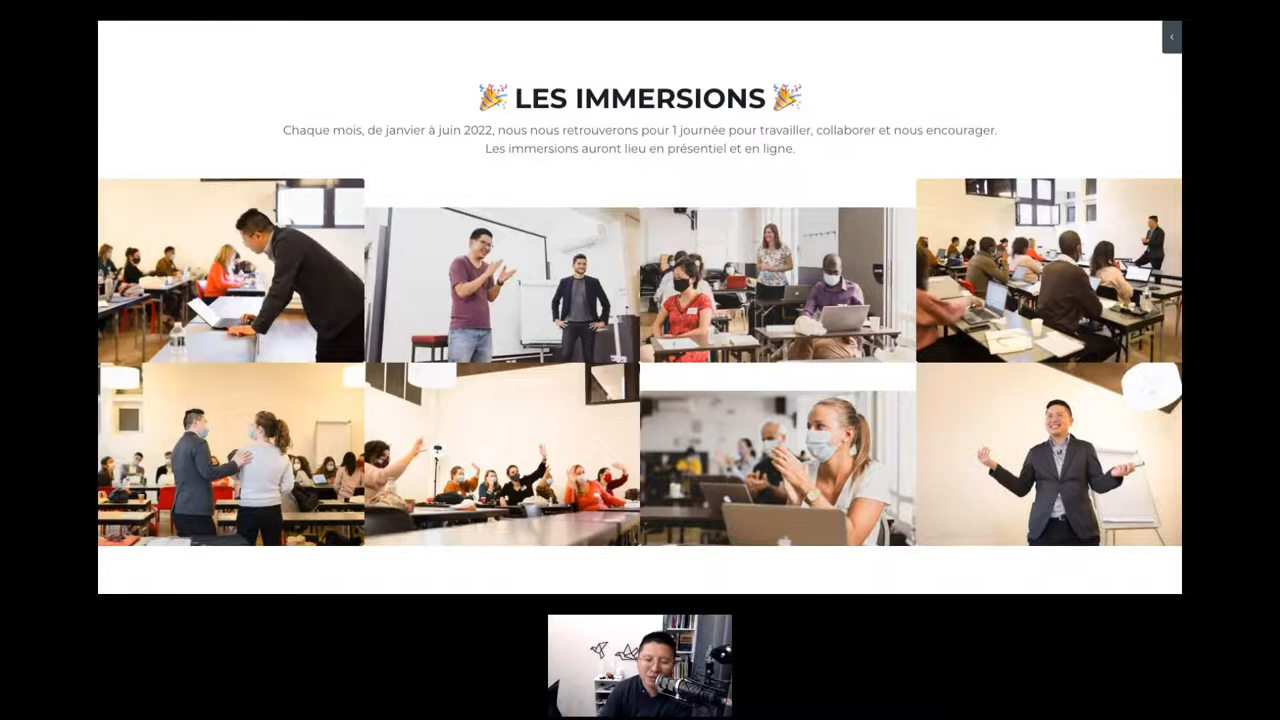 🎉 LES IMMERSIONS 🎉
Chaque mois, de janvier à juin 2022, nous nous retrouverons pour 1 journée pour travailler, collaborer et nous encourager.
Les immersions auront lieu en présentiel et en ligne.